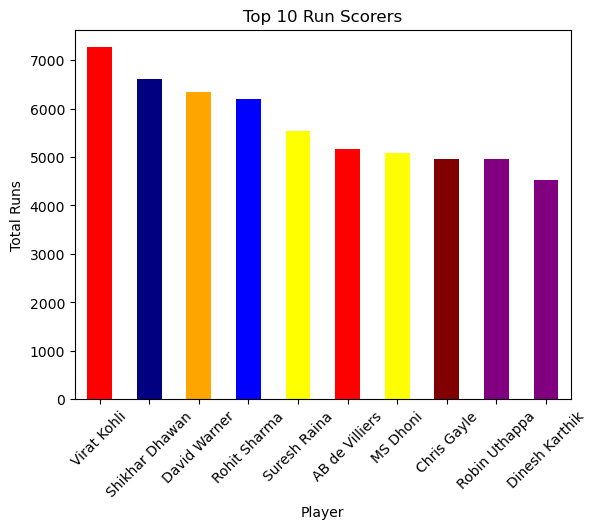 Top 10 Run Scorers
Total Runs
7000
6000
5000
4000
3000
2000
1000
0
Virat Kohli
Shikhar Dhawan
David Warner
Rohit Sharma
Suresh Raina
AB de Villiers
MS Dhoni
Chris Gayle
Robin Uthappa
Dinesh Karthik
Player